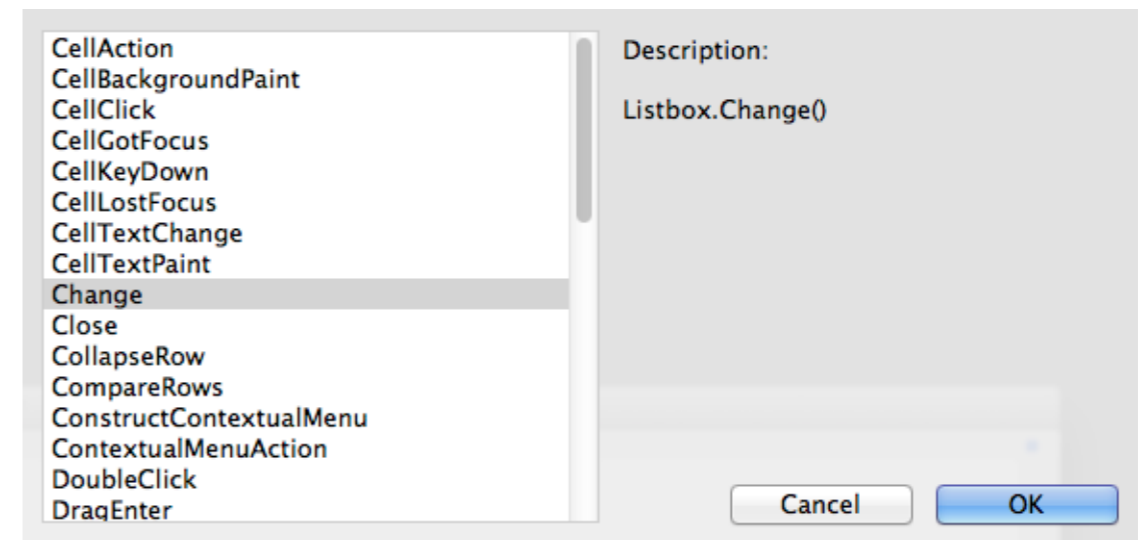 CellAction
CellBackgroundPaint
CellClick
CellGotFocus
CellKeyDown
CellLostFocus
CellTextChange
CellTextPaint
Change
Close
CollapseRow
CompareRows
ConstructContextualMenu
ContextualMenuAction
DoubleClick
DragEnter
Description:
Listbox.Change()
Cancel
OK